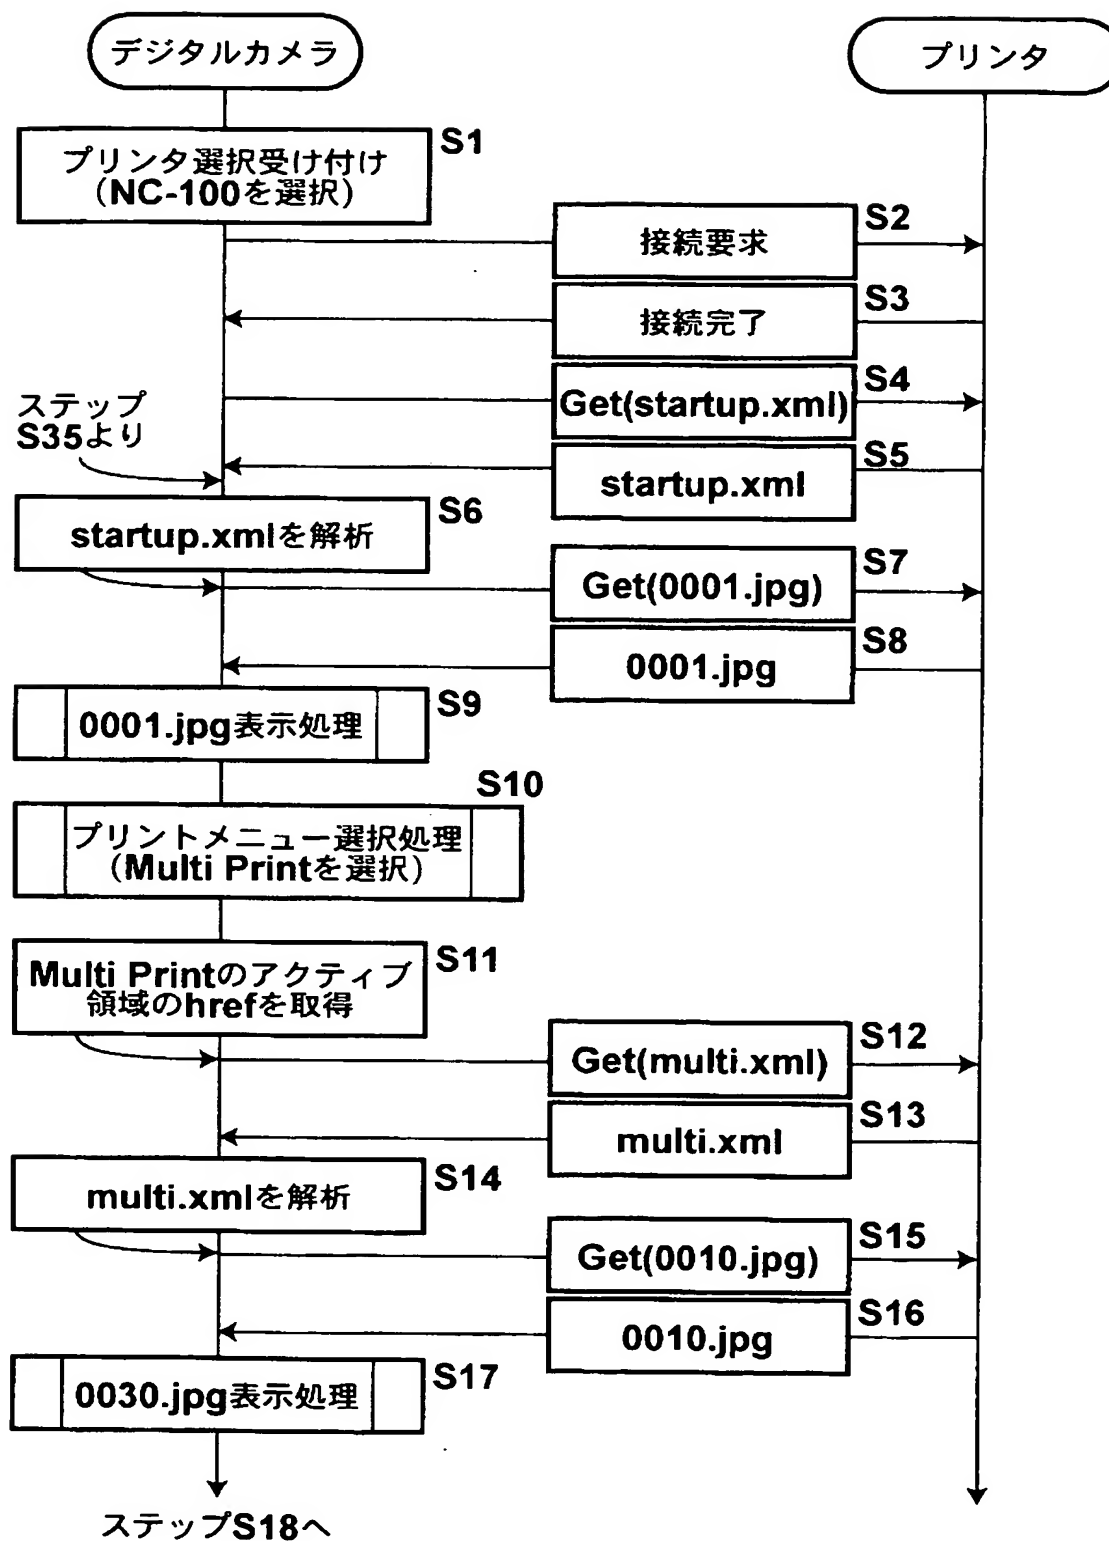 デジタルカメラ
プリンタ
S1
プリンタ選択受け付け
(NC-100を選択)
S2
接続要求
S3
接続完了
S4
Get(startup.xml)
ステップ
S35より
S5
startup.xml
S6
startup.xmlを解析
S7
Get(0001.jpg)
S8
0001.jpg
S9
0001.jpg表示処理
S10
プリントメニュー選択処理
(Multi Printを選択)
S11
Multi Printのアクティブ
領域のhrefを取得
S12
Get(multi.xml)
S13
multi.xml
S14
multi.xmlを解析
S15
Get(0010.jpg)
S16
0010.jpg
S17
0030.jpg表示処理
ステップS18へ